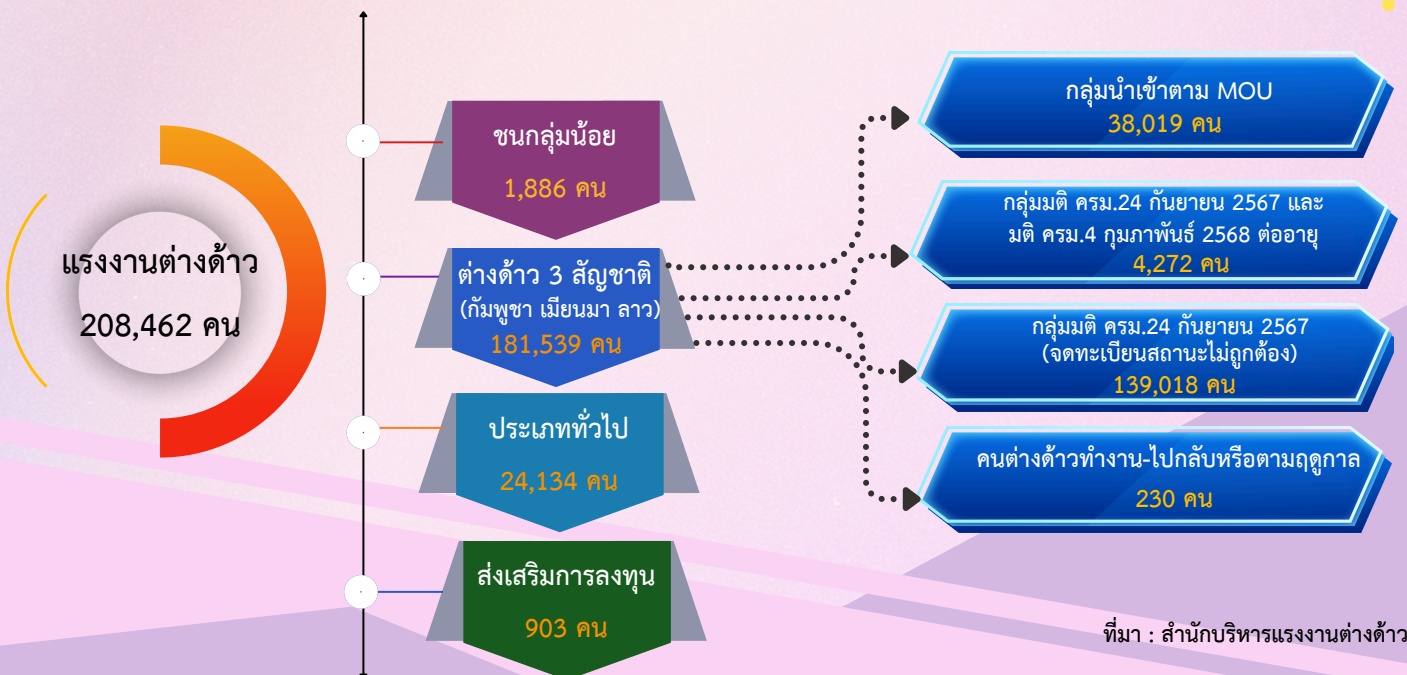 แรงงานต่างด้าว
208,462 คน
ชนกลุ่มน้อย
1,886 คน
ต่างด้าว 3 สัญชาติ
(กัมพูชา เมียนมา ลาว)
181,539 คน
ประเภททั่วไป
24,134 คน
ส่งเสริมการลงทุน
903 คน
กลุ่มนำเข้าตาม MOU
38,019 คน
กลุ่มมติ ครม.24 กันยายน 2567 และ
มติ ครม.4 กุมภาพันธ์ 2568 ต่ออายุ
4,272 คน
กลุ่มมติ ครม.24 กันยายน 2567
(จดทะเบียนสถานะไม่ถูกต้อง)
139,018 คน
คนต่างด้าวทำงาน-ไปกลับหรือตามฤดูกาล
230 คน
ที่มา : สำนักบริหารแรงงานต่างด้าว